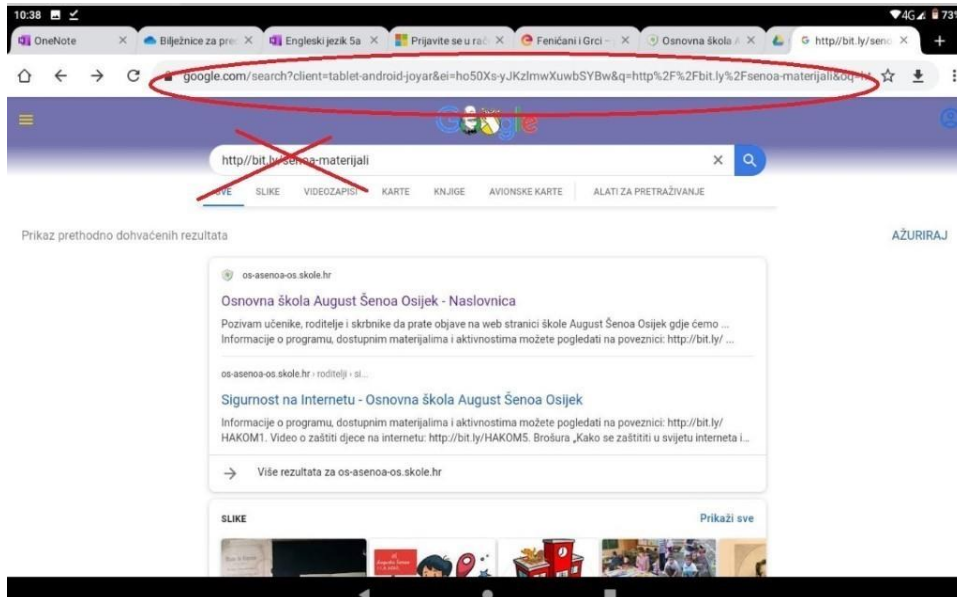 10:38 4G 73%
OneNote Bilježnice za pre Engleski jezik 5a Prijavite se u rač Feničani i Grci – Osnovna škola A http//bit.ly/seno
google.com/search?client=tablet-android-joyar&ei=ho50Xs-yJKzlmwXuwbSYBw&q=http%2F%2Fbit.ly%2Fsenoa-materijali&oq=ht
Google
http//bit.ly/senoa-materijali
SVE SLIKE VIDEOZAPISI KARTE KNJIGE AVIONSKE KARTE ALATI ZA PRETRAŽIVANJE
Prikaz prethodno dohvaćenih rezultata AŽURIRAJ
os-asenoa-os.skole.hr
Osnovna škola August Šenoa Osijek - Naslovnica
Pozivam učenike, roditelje i skrbnike da prate objave na web stranici škole August Šenoa Osijek gdje ćemo ...
Informacije o programu, dostupnim materijalima i aktivnostima možete pogledati na poveznici: http://bit.ly/ ...
os-asenoa-os.skole.hr › roditelji › si...
Sigurnost na Internetu - Osnovna škola August Šenoa Osijek
Informacije o programu, dostupnim materijalima i aktivnostima možete pogledati na poveznici: http://bit.ly/
HAKOM1. Video o zaštiti djece na internetu: http://bit.ly/HAKOM5. Brošura „Kako se zaštititi u svijetu interneta i...
Više rezultata za os-asenoa-os.skole.hr
SLIKE Prikaži sve